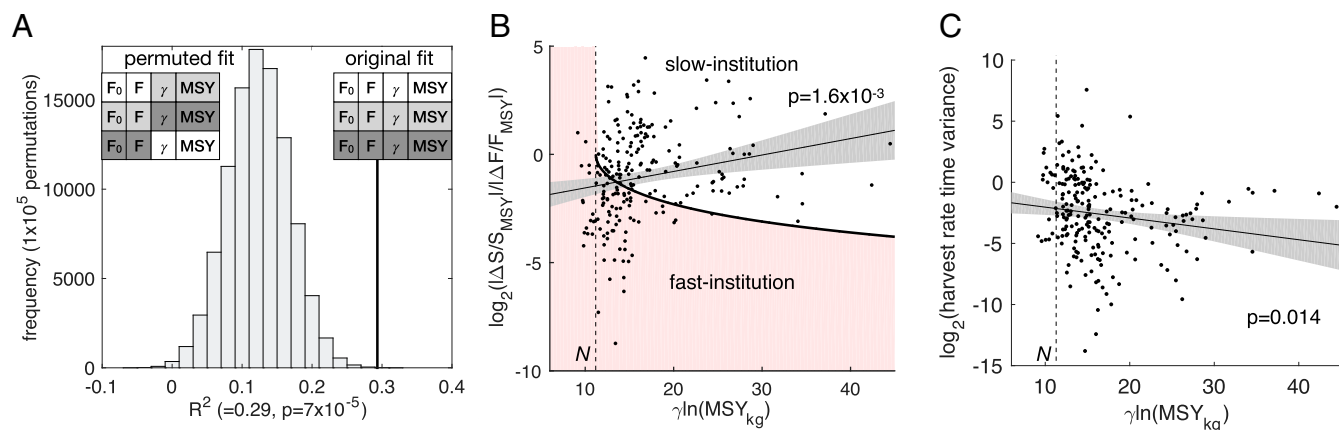 A
permuted fit
F₀ F γ MSY
F₀ F γ MSY
F₀ F γ MSY
original fit
F₀ F γ MSY
F₀ F γ MSY
F₀ F γ MSY
frequency (1x10⁵ permutations)
15000
10000
5000
0
-0.1 0 0.1 0.2 0.3 0.4
R² (=0.29, p=7x10⁻⁵)
B
slow-institution
p=1.6x10⁻³
fast-institution
N
log₂(|ΔS/S_MSY|/|ΔF/F_MSY|)
5
0
-5
-10
10 20 30 40
γln(MSY_kg)
C
p=0.014
N
log₂(harvest rate time variance)
10
5
0
-5
-10
-15
10 20 30 40
γln(MSY_kg)